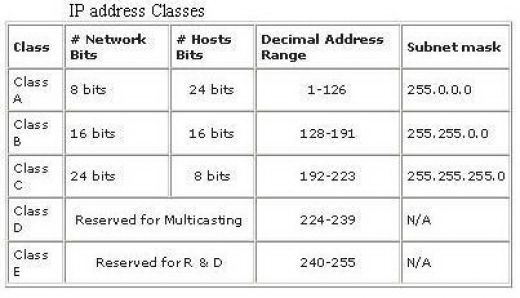 IP address Classes
Class # Network Bits # Hosts Bits Decimal Address Range Subnet mask
Class A 8 bits 24 bits 1-126 255.0.0.0
Class B 16 bits 16 bits 128-191 255.255.0.0
Class C 24 bits 8 bits 192-223 255.255.255.0
Class D Reserved for Multicasting 224-239 N/A
Class E Reserved for R & D 240-255 N/A